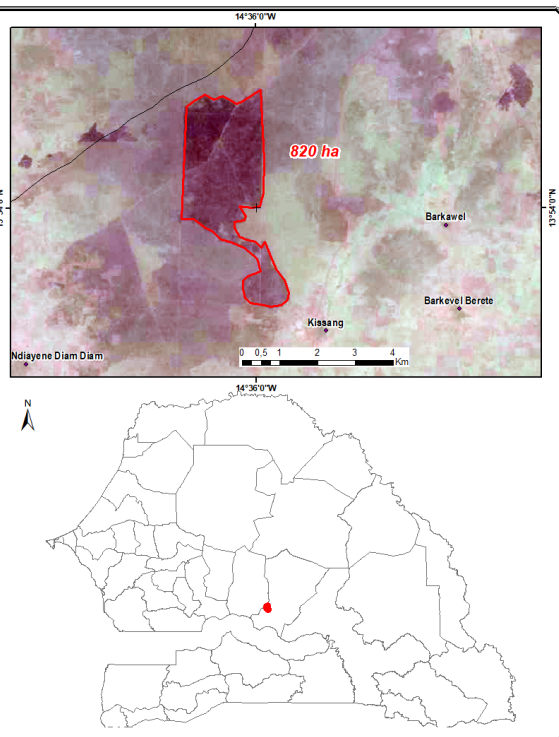 14°36'0"W
820 ha
13°54'0"N
Barkawel
Barkevel Berete
Kissang
Ndiayene Diam Diam
0 0,5 1 2 3 4
Km
14°36'0"W
N